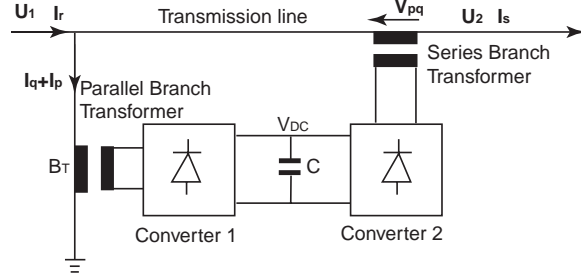 U1 Ir Transmission line Vpq U2 Is
Iq+Ip
Parallel Branch
Transformer
Series Branch
Transformer
BT
VDC
C
Converter 1
Converter 2